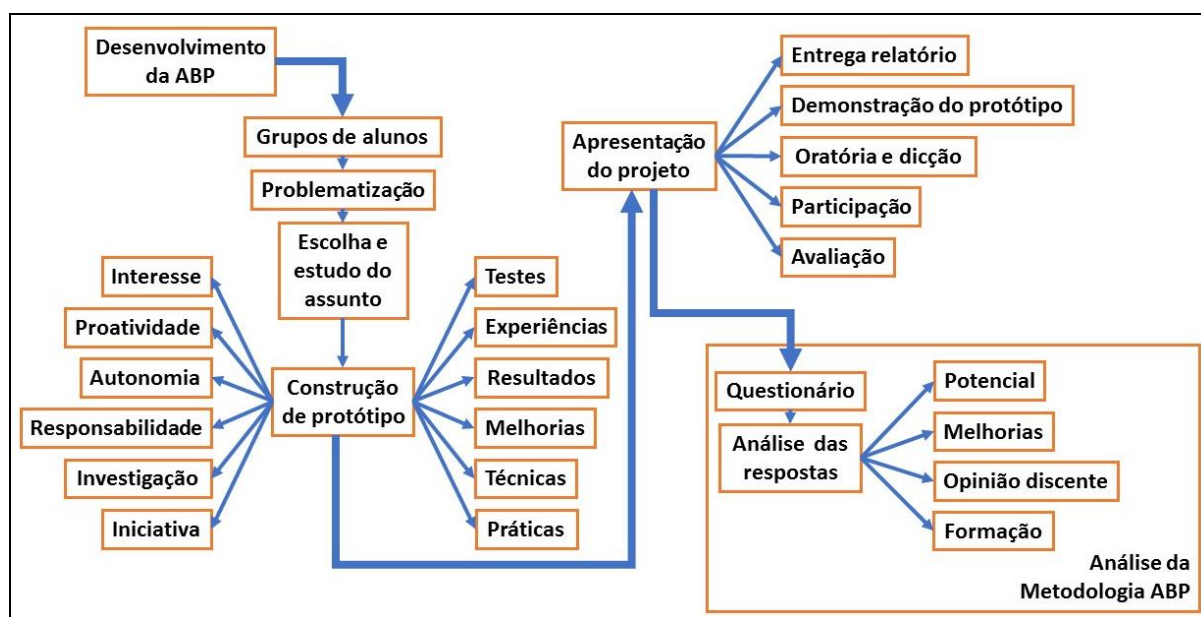 Desenvolvimento
da ABP
Grupos de alunos
Problematização
Escolha e
estudo do
assunto
Interesse
Proatividade
Autonomia
Responsabilidade
Investigação
Iniciativa
Construção
de protótipo
Testes
Experiências
Resultados
Melhorias
Técnicas
Práticas
Apresentação
do projeto
Entrega relatório
Demonstração do protótipo
Oratória e dicção
Participação
Avaliação
Questionário
Análise das
respostas
Potencial
Melhorias
Opinião discente
Formação
Análise da
Metodologia ABP